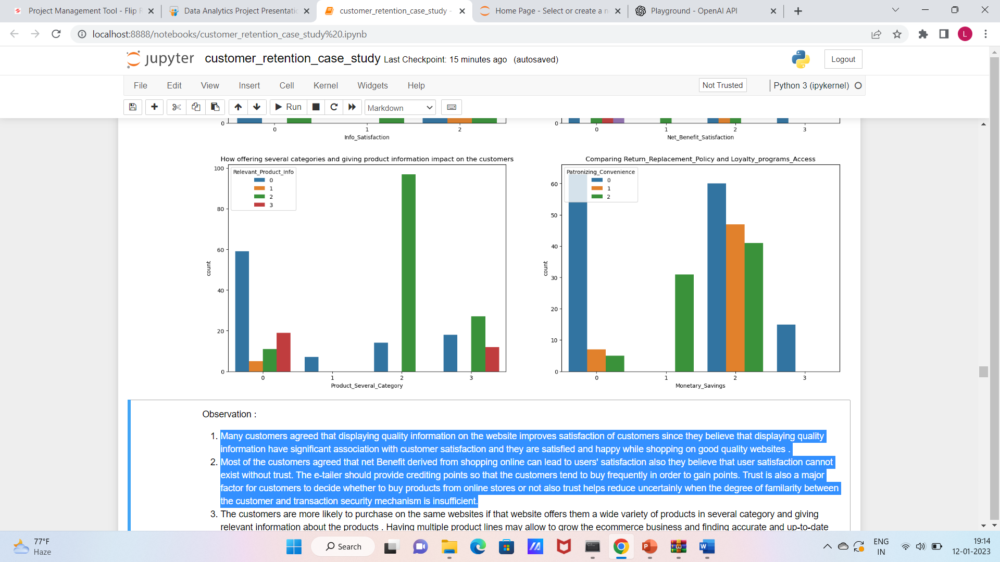 Project Management Tool - Flip R
Data Analytics Project Presentatio
customer_retention_case_study -
Home Page - Select or create a n
Playground - OpenAI API
localhost:8888/notebooks/customer_retention_case_study%20.ipynb
L
jupyter customer_retention_case_study Last Checkpoint: 15 minutes ago (autosaved)
Logout
File Edit View Insert Cell Kernel Widgets Help
Not Trusted
Python 3 (ipykernel)
Run
Markdown
0
0 1 2
Info_Satisfaction
0
0 1 2 3
Net_Benefit_Satisfaction
How offering several categories and giving product information impact on the customers
Relevant_Product_Info
0
1
2
3
100
80
60
40
20
0
count
0 1 2 3
Product_Several_Category
Comparing Return_Replacement_Policy and Loyalty_programs_Access
Patronizing_Convenience
0
1
2
60
50
40
30
20
10
0
count
0 1 2 3
Monetary_Savings
Observation :
1. Many customers agreed that displaying quality information on the website improves satisfaction of customers since they believe that displaying quality
information have significant association with customer satisfaction and they are satisfied and happy while shopping on good quality websites .
2. Most of the customers agreed that net Benefit derived from shopping online can lead to users' satisfaction also they believe that user satisfaction cannot
exist without trust. The e-tailer should provide crediting points so that the customers tend to buy frequently in order to gain points. Trust is also a major
factor for customers to decide whether to buy products from online stores or not also trust helps reduce uncertainly when the degree of familarity between
the customer and transaction security mechanism is insufficient.
3. The customers are more likely to purchase on the same websites if that website offers them a wide variety of products in several category and giving
relevant information about the products . Having multiple product lines may allow to grow the ecommerce business and finding accurate and up-to-date
77°F
Haze
Search
ENG
IN
19:14
12-01-2023